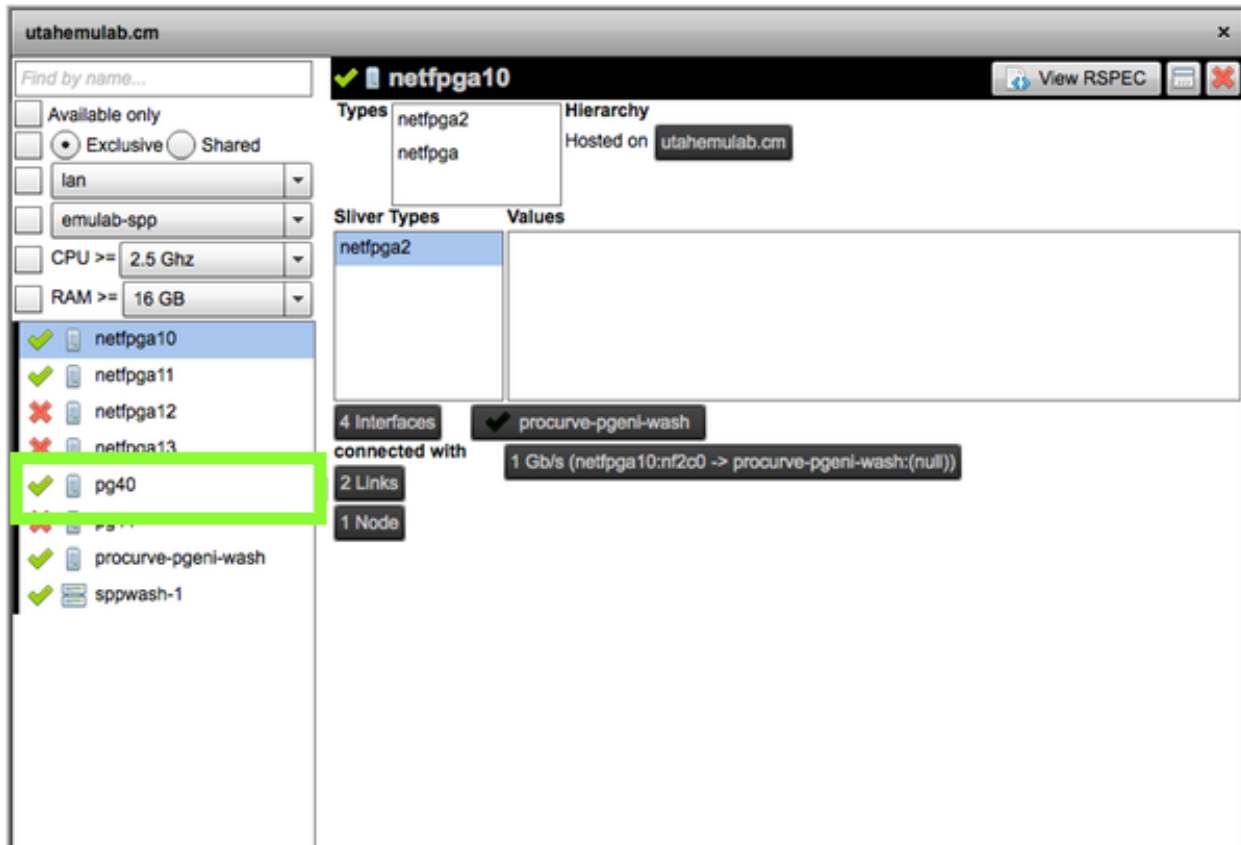 utahemulab.cm
Find by name...
Available only
Exclusive Shared
lan
emulab-spp
CPU >= 2.5 Ghz
RAM >= 16 GB
netfpga10
netfpga11
netfpga12
netfpga13
pg40
procurve-pgeni-wash
sppwash-1
netfpga10
View RSPEC
Types
netfpga2
netfpga
Hierarchy
Hosted on utahemulab.cm
Sliver Types Values
netfpga2
4 Interfaces procurve-pgeni-wash
connected with
1 Gb/s (netfpga10:nf2c0 -> procurve-pgeni-wash:(null))
2 Links
1 Node